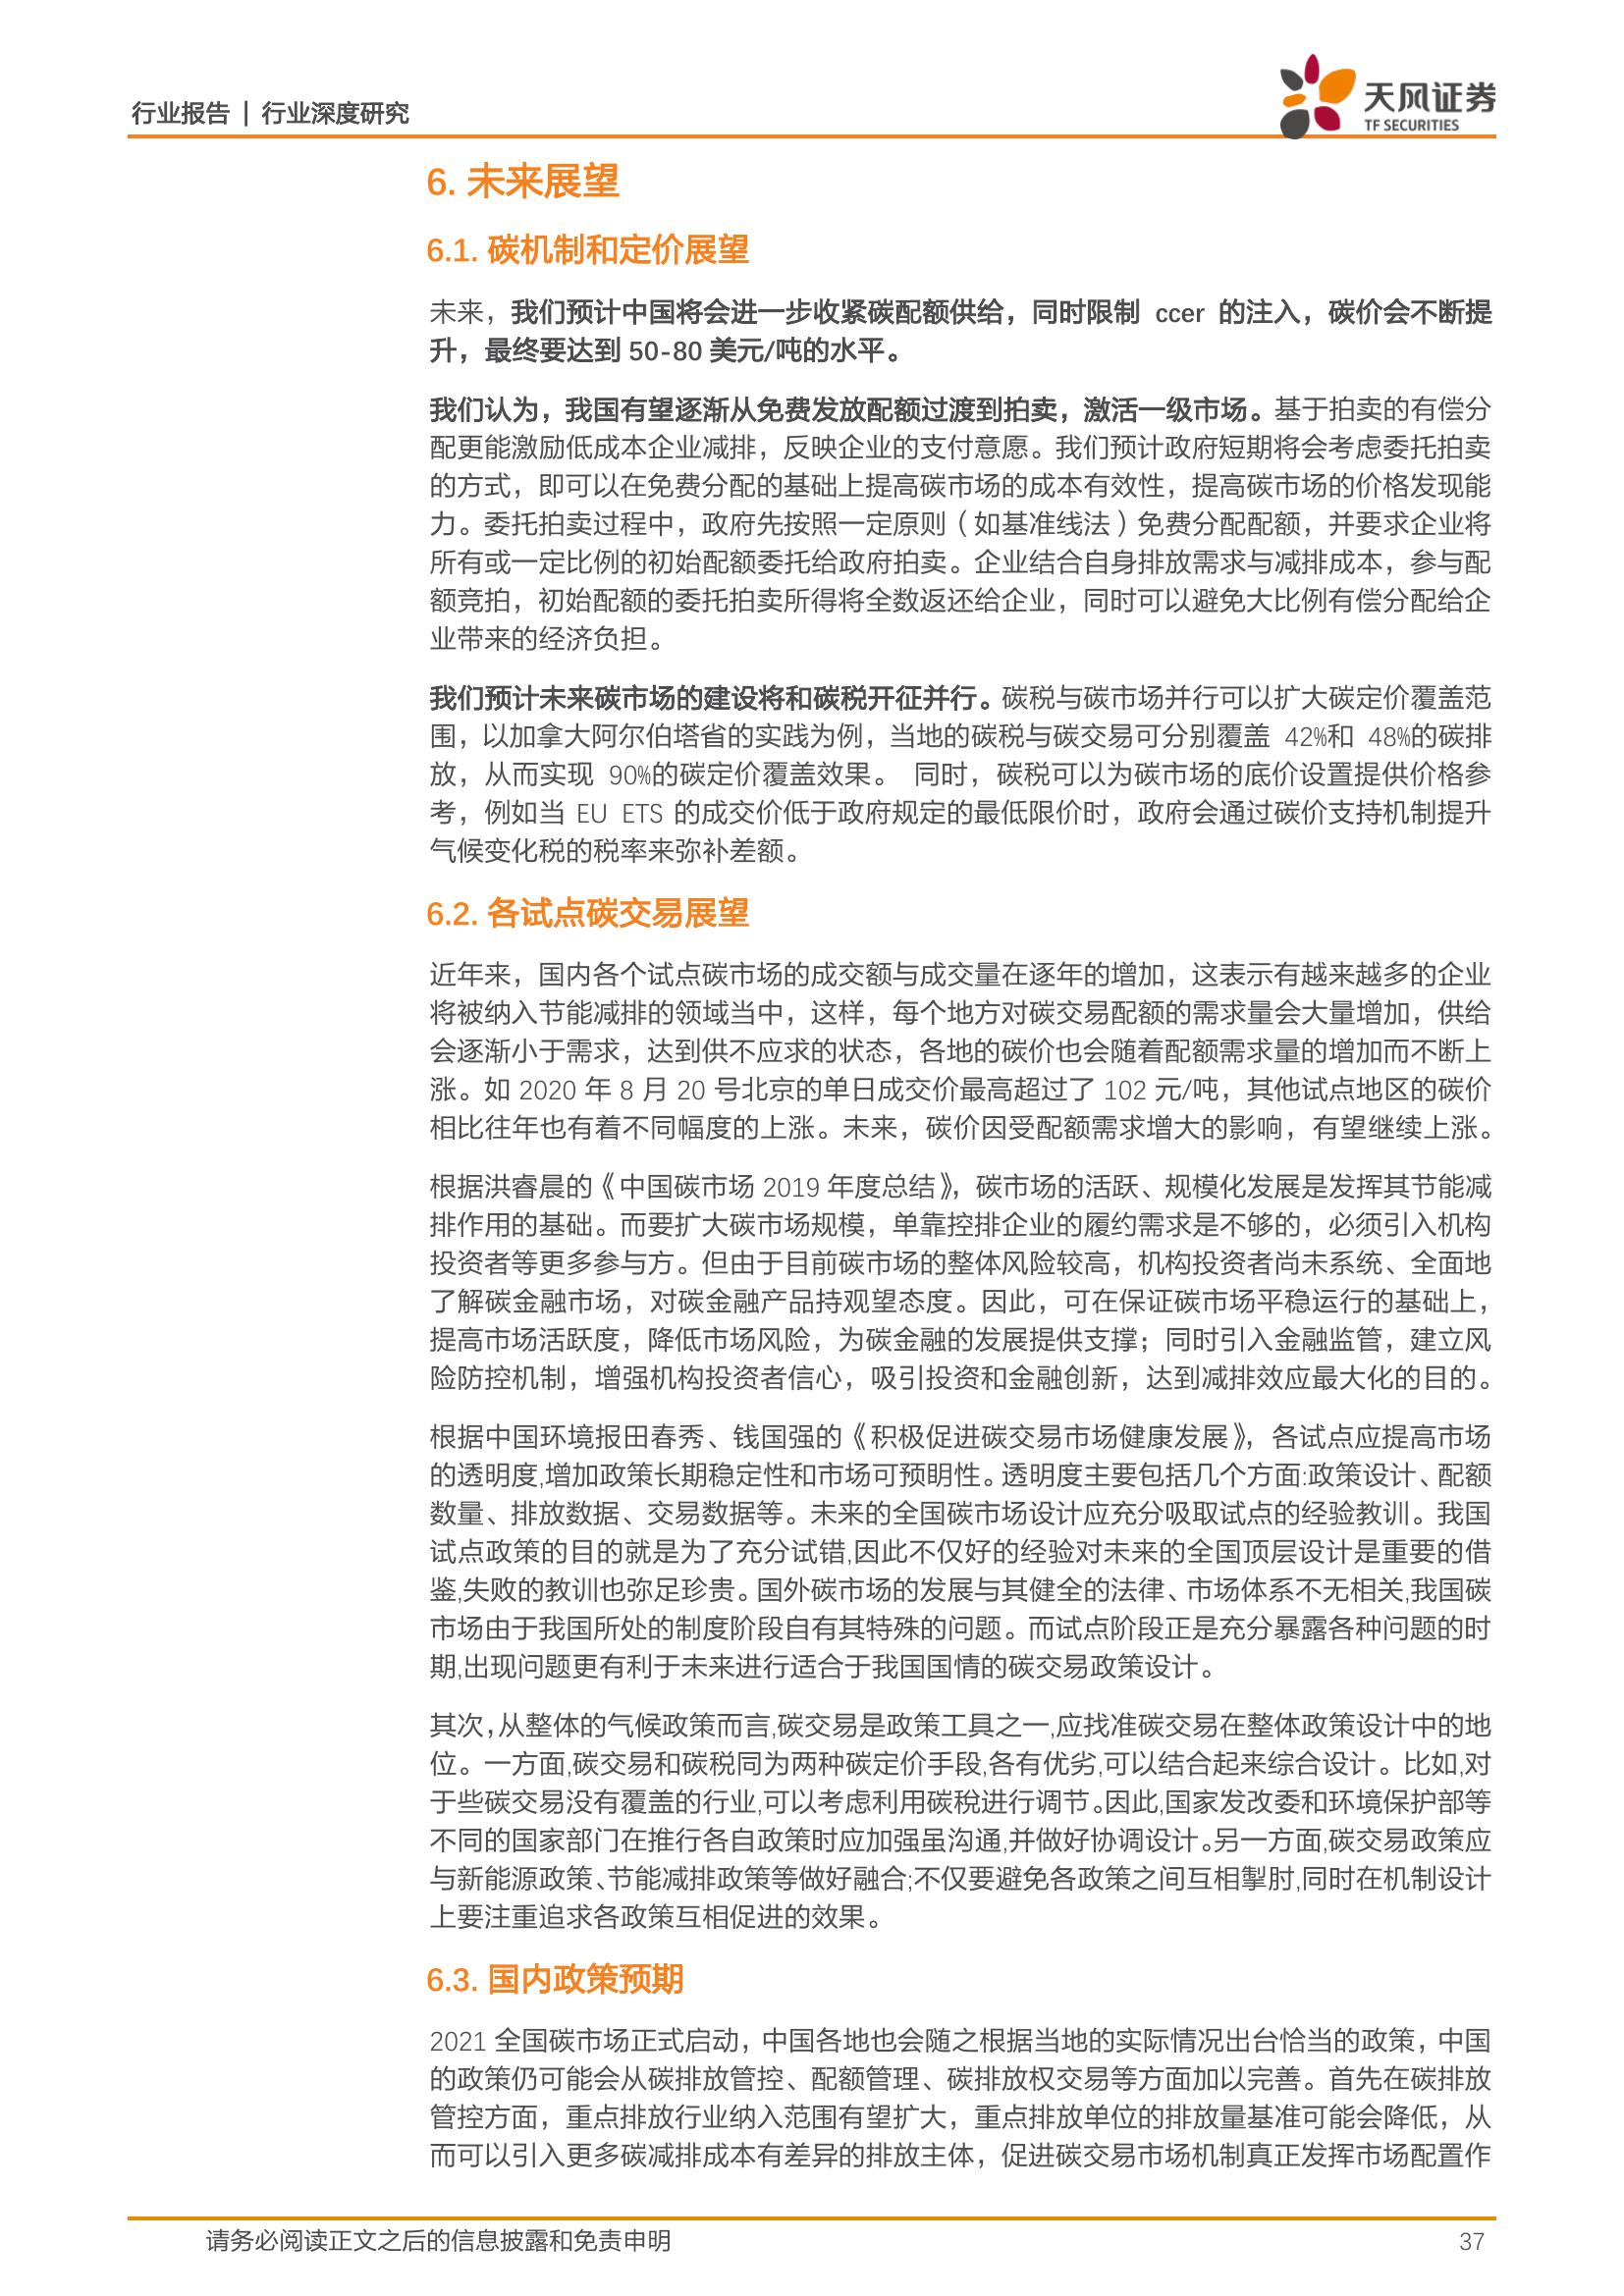 行业报告 | 行业深度研究
天风证券
TF SECURITIES
6. 未来展望
6.1. 碳机制和定价展望
未来，我们预计中国将会进一步收紧碳配额供给，同时限制 ccer 的注入，碳价会不断提
升，最终要达到 50-80 美元/吨的水平。
我们认为，我国有望逐渐从免费发放配额过渡到拍卖，激活一级市场。基于拍卖的有偿分
配更能激励低成本企业减排，反映企业的支付意愿。我们预计政府短期将会考虑委托拍卖
的方式，即可以在免费分配的基础上提高碳市场的成本有效性，提高碳市场的价格发现能
力。委托拍卖过程中，政府先按照一定原则（如基准线法）免费分配配额，并要求企业将
所有或一定比例的初始配额委托给政府拍卖。企业结合自身排放需求与减排成本，参与配
额竞拍，初始配额的委托拍卖所得将全数返还给企业，同时可以避免大比例有偿分配给企
业带来的经济负担。
我们预计未来碳市场的建设将和碳税开征并行。碳税与碳市场并行可以扩大碳定价覆盖范
围，以加拿大阿尔伯塔省的实践为例，当地的碳税与碳交易可分别覆盖 42%和 48%的碳排
放，从而实现 90%的碳定价覆盖效果。 同时，碳税可以为碳市场的底价设置提供价格参
考，例如当 EU ETS 的成交价低于政府规定的最低限价时，政府会通过碳价支持机制提升
气候变化税的税率来弥补差额。
6.2. 各试点碳交易展望
近年来，国内各个试点碳市场的成交额与成交量在逐年的增加，这表示有越来越多的企业
将被纳入节能减排的领域当中，这样，每个地方对碳交易配额的需求量会大量增加，供给
会逐渐小于需求，达到供不应求的状态，各地的碳价也会随着配额需求量的增加而不断上
涨。如 2020 年 8 月 20 号北京的单日成交价最高超过了 102 元/吨，其他试点地区的碳价
相比往年也有着不同幅度的上涨。未来，碳价因受配额需求增大的影响，有望继续上涨。
根据洪睿晨的《中国碳市场 2019 年度总结》，碳市场的活跃、规模化发展是发挥其节能减
排作用的基础。而要扩大碳市场规模，单靠控排企业的履约需求是不够的，必须引入机构
投资者等更多参与方。但由于目前碳市场的整体风险较高，机构投资者尚未系统、全面地
了解碳金融市场，对碳金融产品持观望态度。因此，可在保证碳市场平稳运行的基础上，
提高市场活跃度，降低市场风险，为碳金融的发展提供支撑；同时引入金融监管，建立风
险防控机制，增强机构投资者信心，吸引投资和金融创新，达到减排效应最大化的目的。
根据中国环境报田春秀、钱国强的《积极促进碳交易市场健康发展》，各试点应提高市场
的透明度,增加政策长期稳定性和市场可预眀性。透明度主要包括几个方面:政策设计、配额
数量、排放数据、交易数据等。未来的全国碳市场设计应充分吸取试点的经验教训。我国
试点政策的目的就是为了充分试错,因此不仅好的经验对未来的全国顶层设计是重要的借
鉴,失败的教训也弥足珍贵。国外碳市场的发展与其健全的法律、市场体系不无相关,我国碳
市场由于我国所处的制度阶段自有其特殊的问题。而试点阶段正是充分暴露各种问题的时
期,出现问题更有利于未来进行适合于我国国情的碳交易政策设计。
其次,从整体的气候政策而言,碳交易是政策工具之一,应找准碳交易在整体政策设计中的地
位。一方面,碳交易和碳税同为两种碳定价手段,各有优劣,可以结合起来综合设计。比如,对
于些碳交易没有覆盖的行业,可以考虑利用碳稅进行调节。因此,国家发改委和环境保护部等
不同的国家部门在推行各自政策时应加强虽沟通,并做好协调设计。另一方面,碳交易政策应
与新能源政策、节能减排政策等做好融合;不仅要避免各政策之间互相掣肘,同时在机制设计
上要注重追求各政策互相促进的效果。
6.3. 国内政策预期
2021 全国碳市场正式启动，中国各地也会随之根据当地的实际情况出台恰当的政策，中国
的政策仍可能会从碳排放管控、配额管理、碳排放权交易等方面加以完善。首先在碳排放
管控方面，重点排放行业纳入范围有望扩大，重点排放单位的排放量基准可能会降低，从
而可以引入更多碳减排成本有差异的排放主体，促进碳交易市场机制真正发挥市场配置作
请务必阅读正文之后的信息披露和免责申明
37